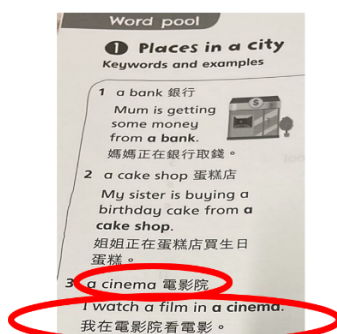 Word pool
1 Places in a city
Keywords and examples
1 a bank 銀行
Mum is getting
some money
from a bank.
媽媽正在銀行取錢。
2 a cake shop 蛋糕店
My sister is buying a
birthday cake from a
cake shop.
姐姐正在蛋糕店買生日
蛋糕。
3 a cinema 電影院
I watch a film in a cinema.
我在電影院看電影。